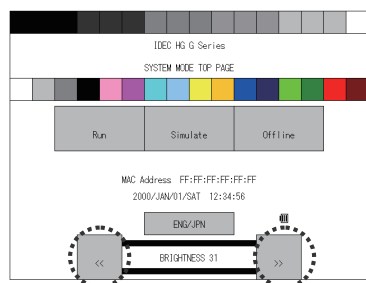 IDEC HG G Series
SYSTEM MODE TOP PAGE
Run Simulate Offline
MAC Address FF:FF:FF:FF:FF:FF
2000/JAN/01/SAT 12:34:56
ENG/JPN
<< BRIGHTNESS 31 >>